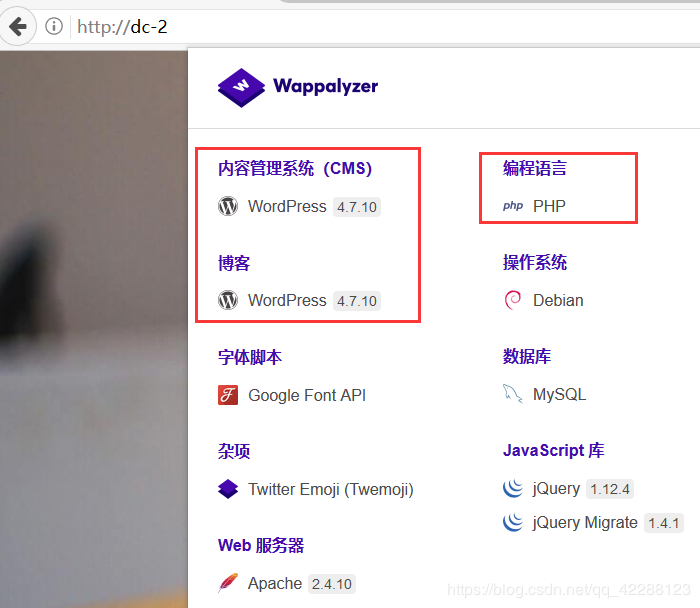 http://dc-2
Wappalyzer
内容管理系统（CMS）
WordPress 4.7.10
博客
WordPress 4.7.10
字体脚本
Google Font API
杂项
Twitter Emoji (Twemoji)
Web 服务器
Apache 2.4.10
编程语言
php PHP
操作系统
Debian
数据库
MySQL
JavaScript 库
jQuery 1.12.4
jQuery Migrate 1.4.1
https://blog.csdn.net/qq_42288123